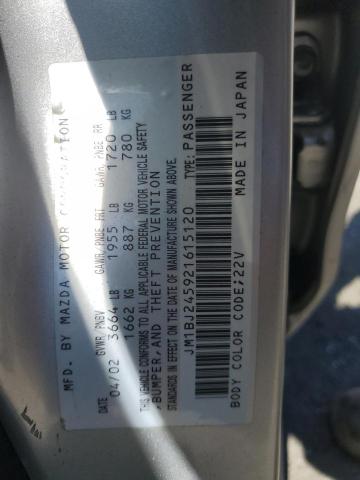 MFD. BY MAZDA MOTOR CORPORATION
GVWR, PNBV GAWR, PNBE FRT GAWR, PNBE RR
04/02 3664 LB 1955 LB 1720 LB
1662 KG 887 KG 780 KG
THIS VEHICLE CONFORMS TO ALL APPLICABLE FEDERAL MOTOR VEHICLE SAFETY
,BUMPER,AND THEFT PREVENTION
STANDARDS IN EFFECT ON THE DATE OF MANUFACTURE SHOWN ABOVE.
JM1BJ245921615120 TYPE: PASSENGER
BODY COLOR CODE;22V MADE IN JAPAN